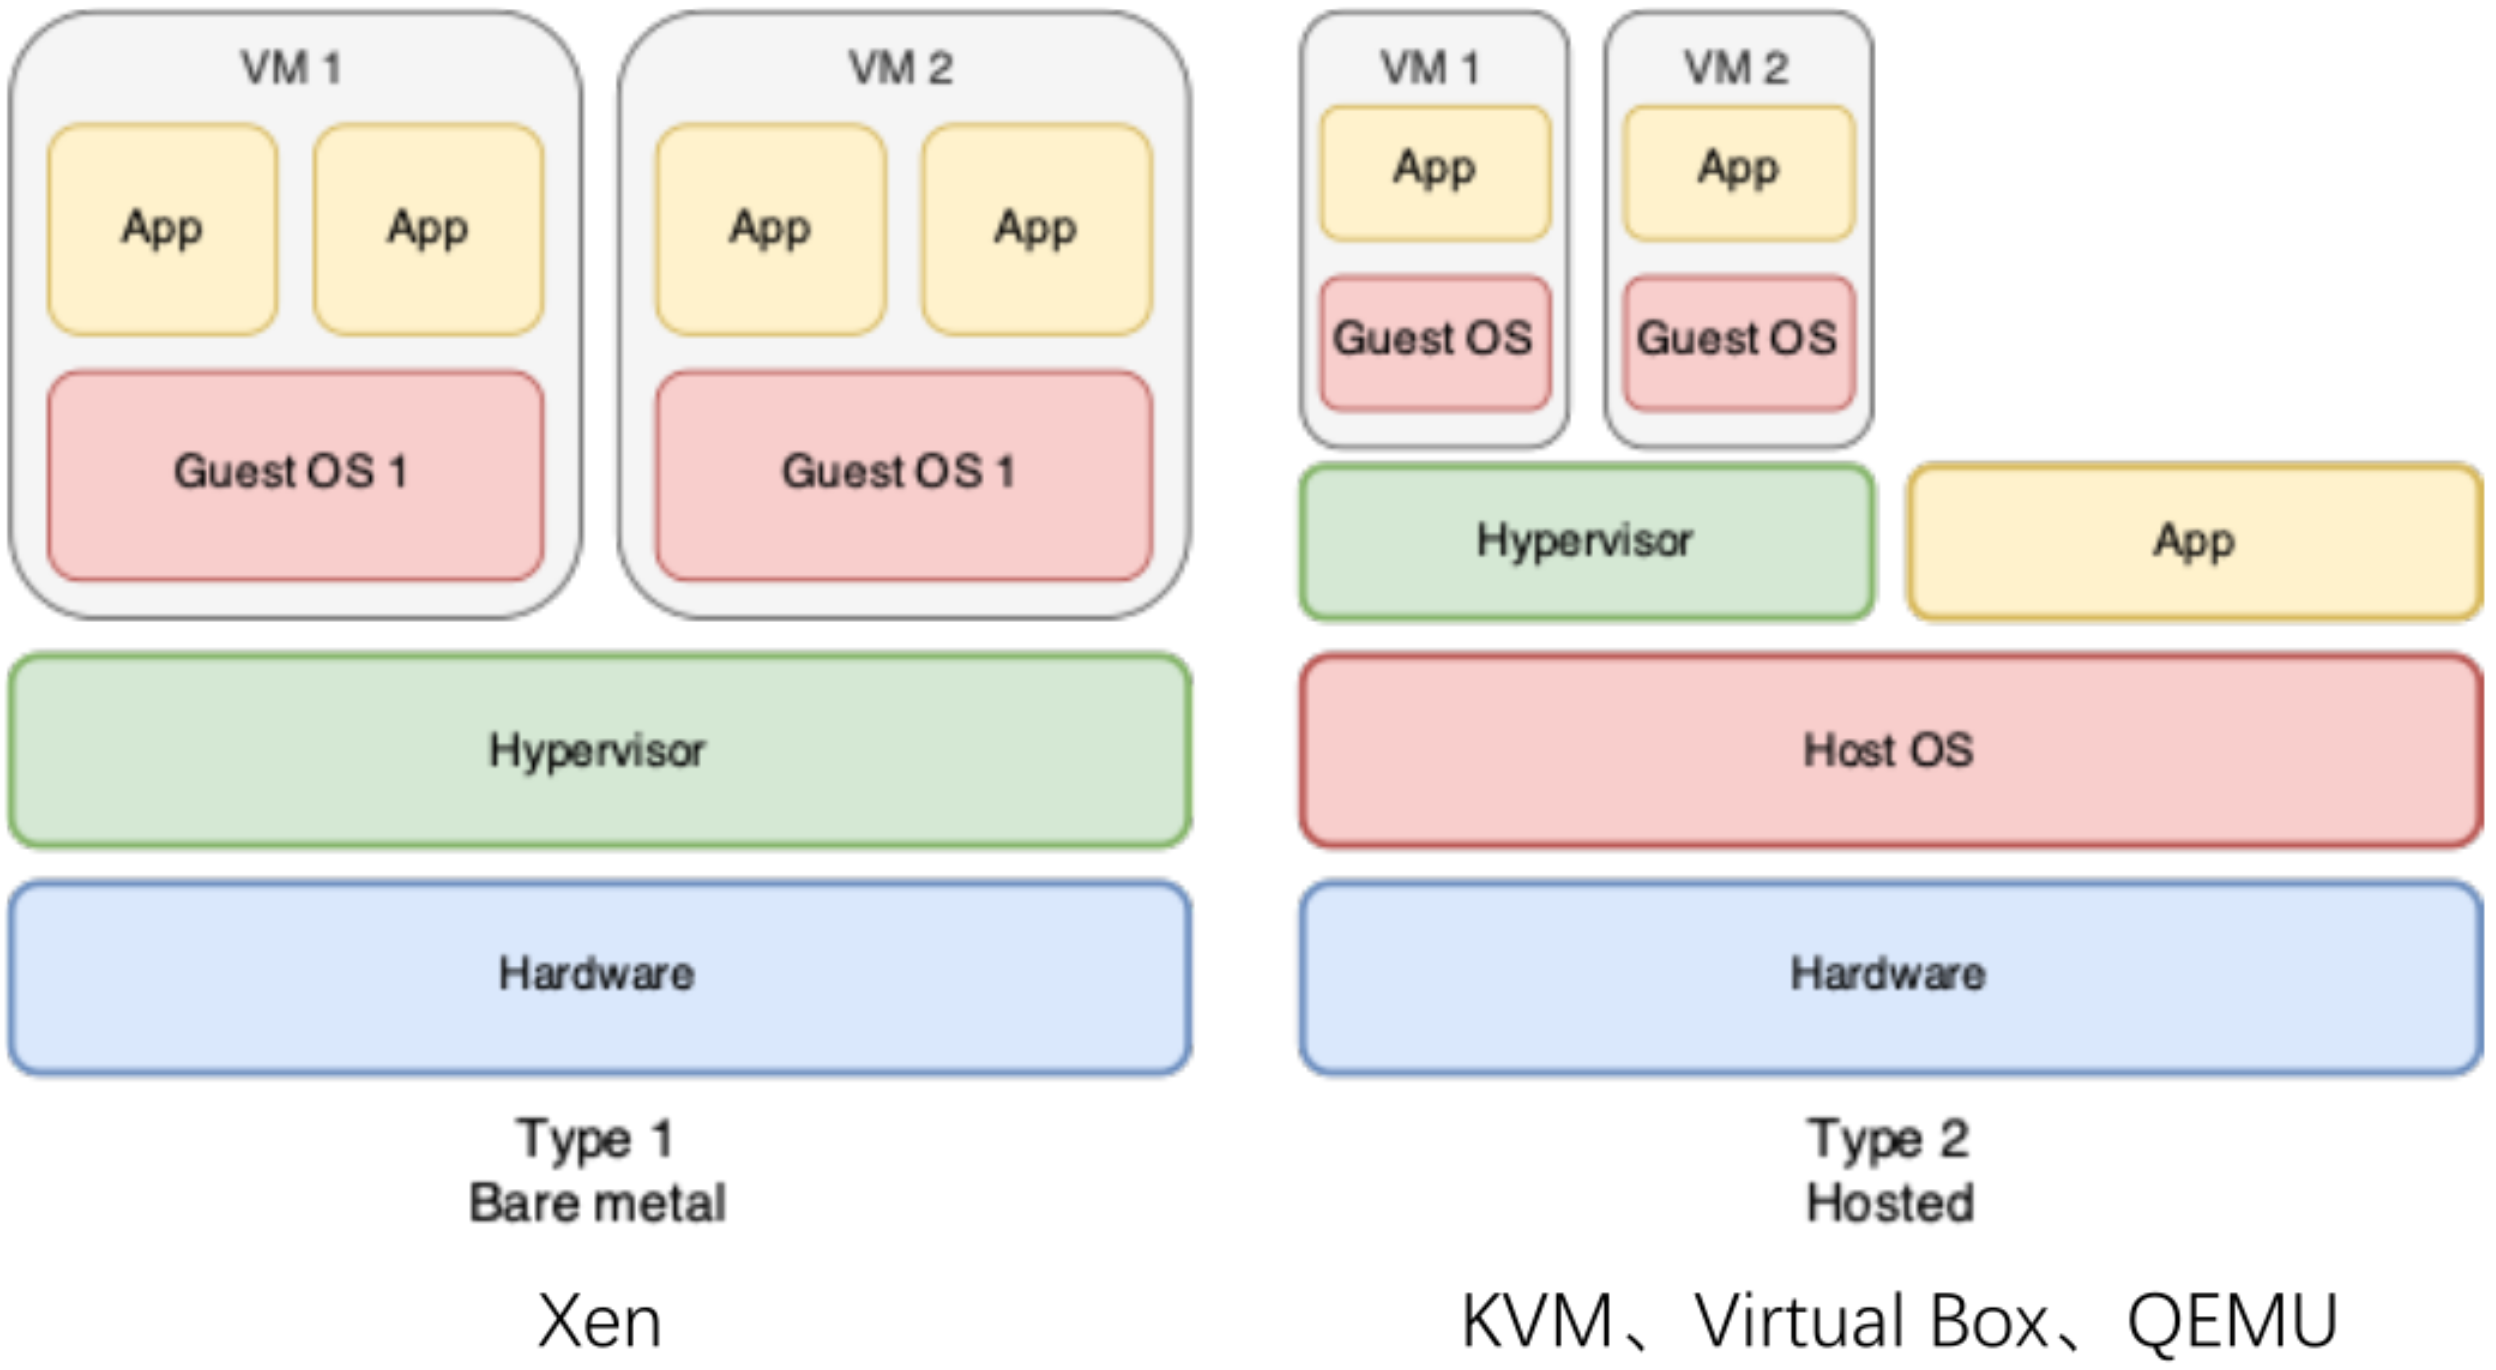 VM 1
App App
Guest OS 1
VM 2
App App
Guest OS 1
Hypervisor
Hardware
Type 1
Bare metal
Xen
VM 1
App
Guest OS
VM 2
App
Guest OS
Hypervisor
App
Host OS
Hardware
Type 2
Hosted
KVM、Virtual Box、QEMU